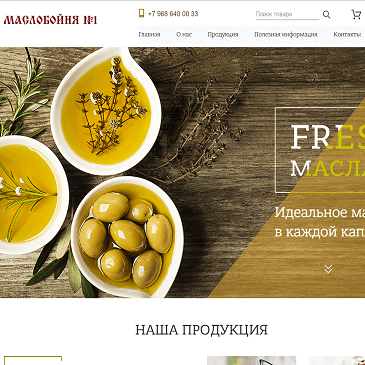 МАСЛОБОЙНЯ №1
+7 968 640 00 33
Поиск товара
Главная О нас Продукция Полезная информация Контакты
FRES
МАСЛА
Идеальное ма
в каждой кап
НАША ПРОДУКЦИЯ